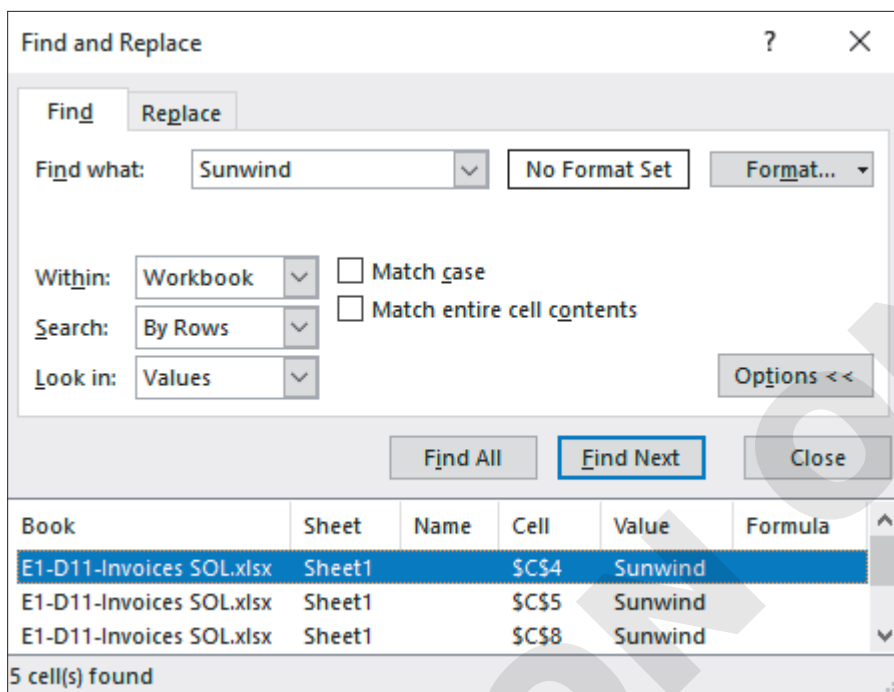 Find and Replace ?
Find Replace
Find what: Sunwind No Format Set Format...
Within: Workbook Match case
Match entire cell contents
Search: By Rows
Look in: Values
Options <<
Find All Find Next Close
Book Sheet Name Cell Value Formula
E1-D11-Invoices SOL.xlsx Sheet1 $C$4 Sunwind
E1-D11-Invoices SOL.xlsx Sheet1 $C$5 Sunwind
E1-D11-Invoices SOL.xlsx Sheet1 $C$8 Sunwind
5 cell(s) found